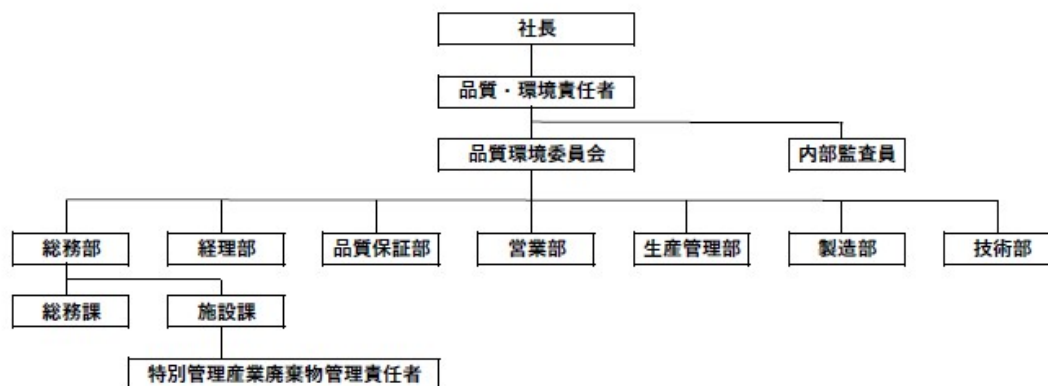 社長
品質・環境責任者
品質環境委員会
内部監査員
総務部
経理部
品質保証部
営業部
生産管理部
製造部
技術部
総務課
施設課
特別管理産業廃棄物管理責任者